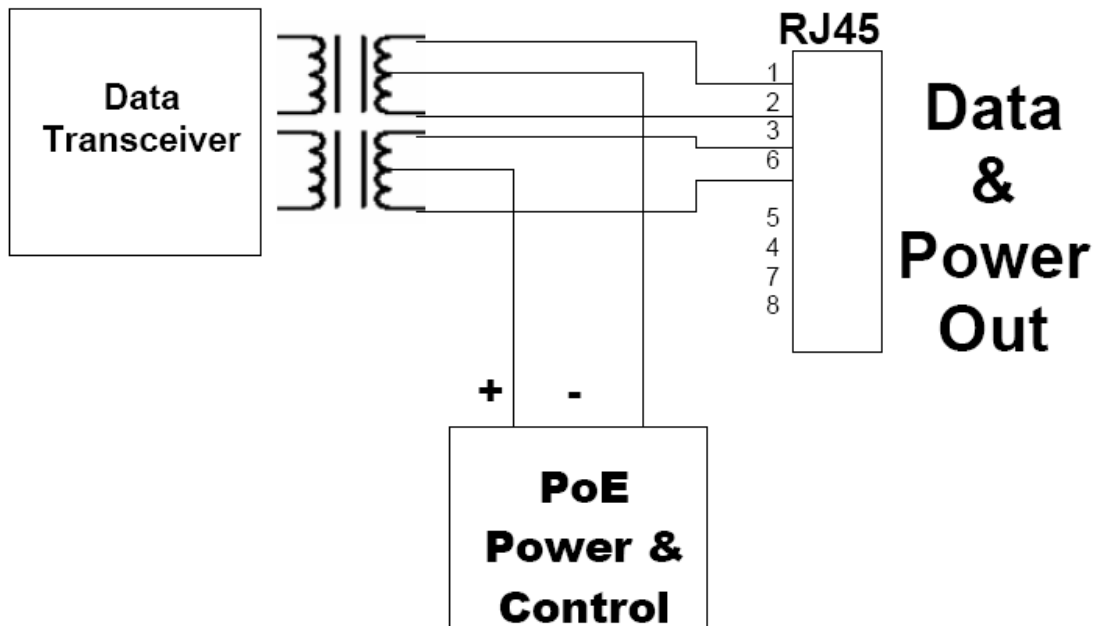 RJ45
Data
Transceiver
1
2
3
6
5
4
7
8
Data
&
Power
Out
+ -
PoE
Power &
Control